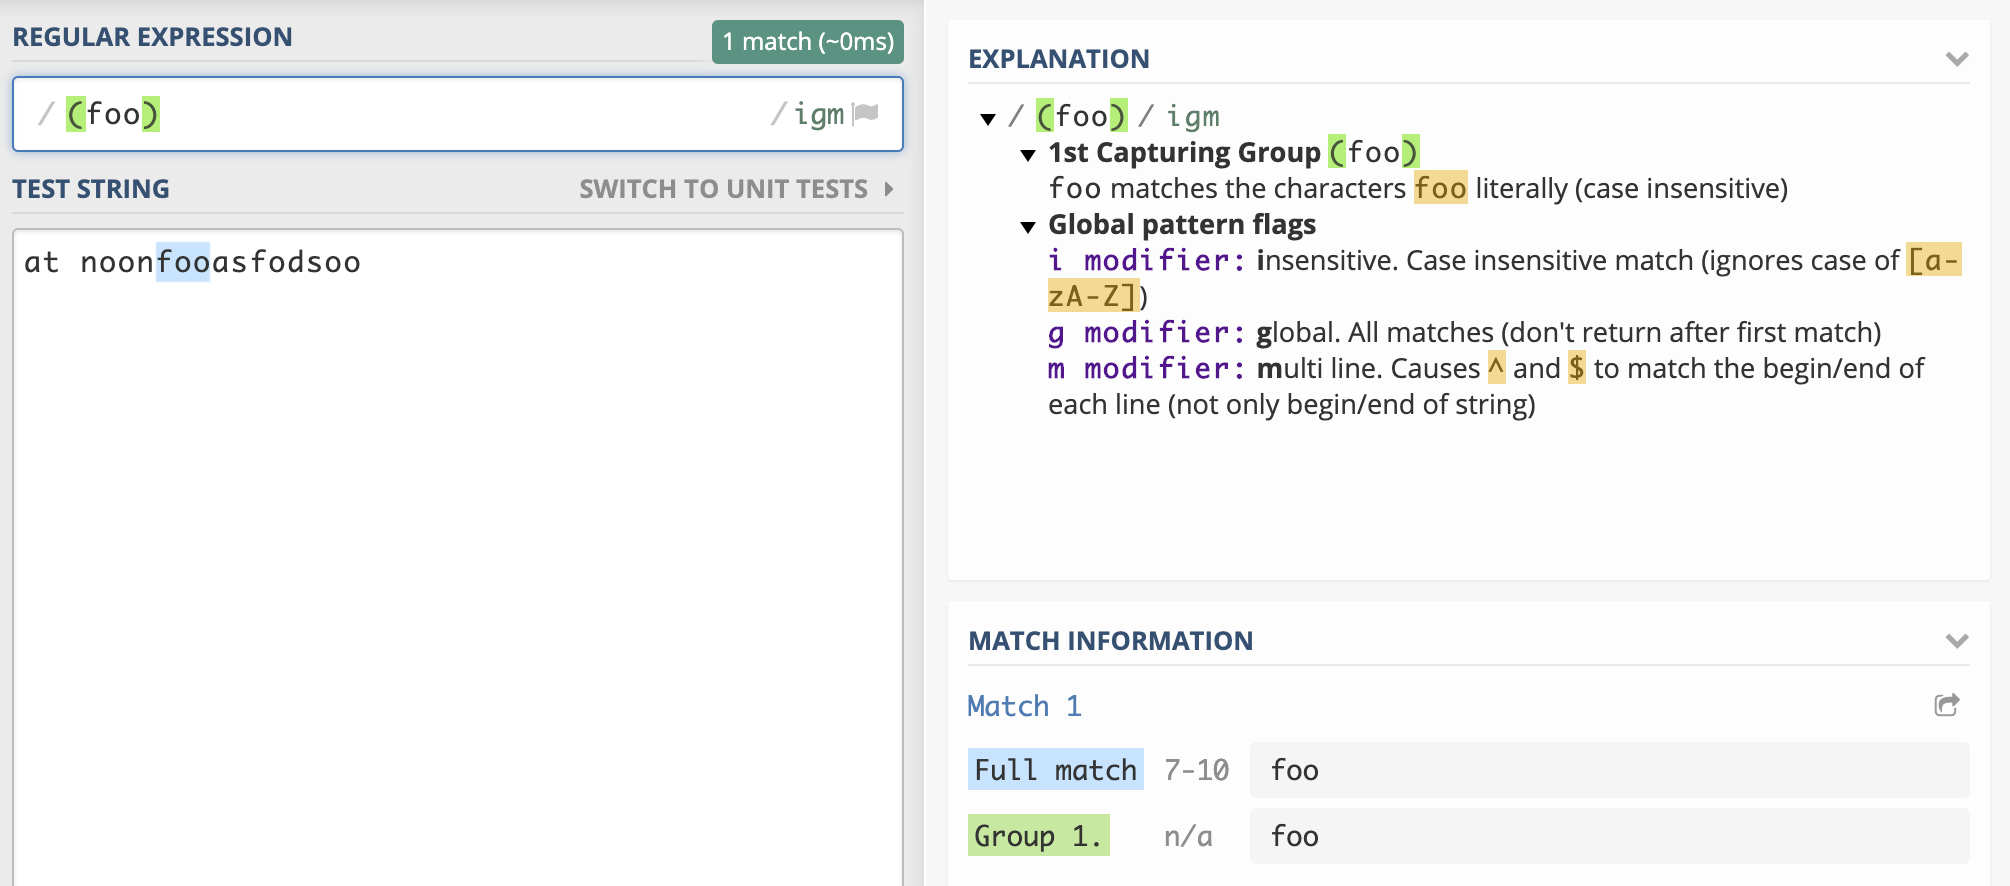 REGULAR EXPRESSION
1 match (~0ms)
/ (foo) / igm
TEST STRING
SWITCH TO UNIT TESTS
at noonfooasfodsoo
EXPLANATION
/ (foo) / igm
1st Capturing Group (foo)
foo matches the characters foo literally (case insensitive)
Global pattern flags
i modifier: insensitive. Case insensitive match (ignores case of [a-
zA-Z])
g modifier: global. All matches (don't return after first match)
m modifier: multi line. Causes ^ and $ to match the begin/end of
each line (not only begin/end of string)
MATCH INFORMATION
Match 1
Full match 7-10 foo
Group 1. n/a foo